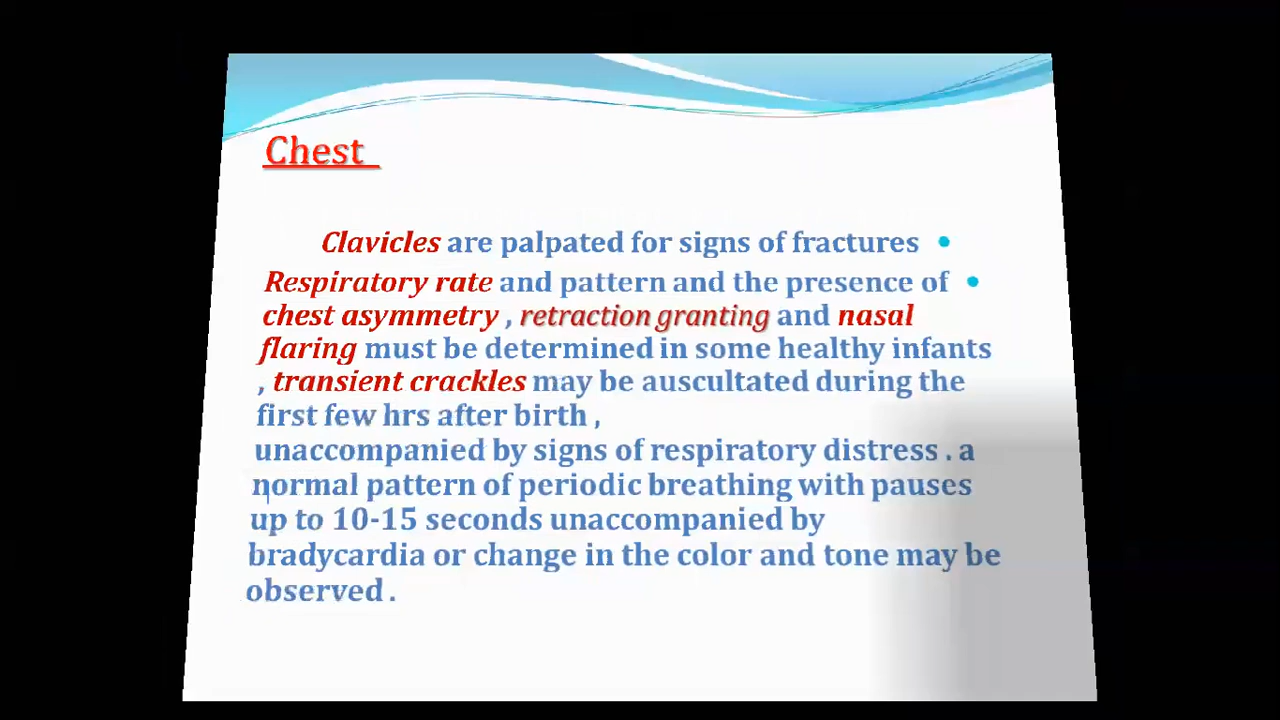 Chest
Clavicles are palpated for signs of fractures •
Respiratory rate and pattern and the presence of •
chest asymmetry , retraction granting and nasal
flaring must be determined in some healthy infants
, transient crackles may be auscultated during the
first few hrs after birth ,
unaccompanied by signs of respiratory distress . a
normal pattern of periodic breathing with pauses
up to 10-15 seconds unaccompanied by
bradycardia or change in the color and tone may be
observed .